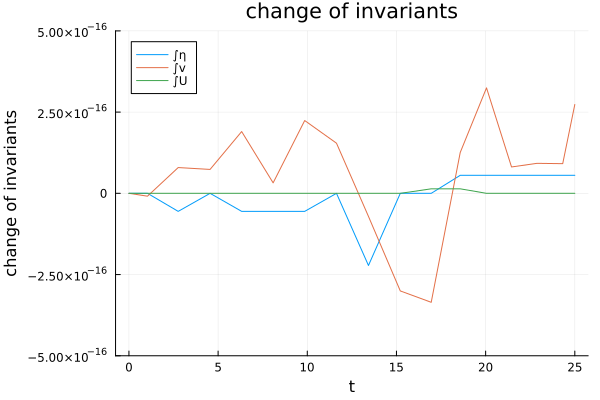 change of invariants
change of invariants
5.00×10⁻¹⁶
2.50×10⁻¹⁶
0
−2.50×10⁻¹⁶
−5.00×10⁻¹⁶
∫η
∫v
∫U
0 5 10 15 20 25
t